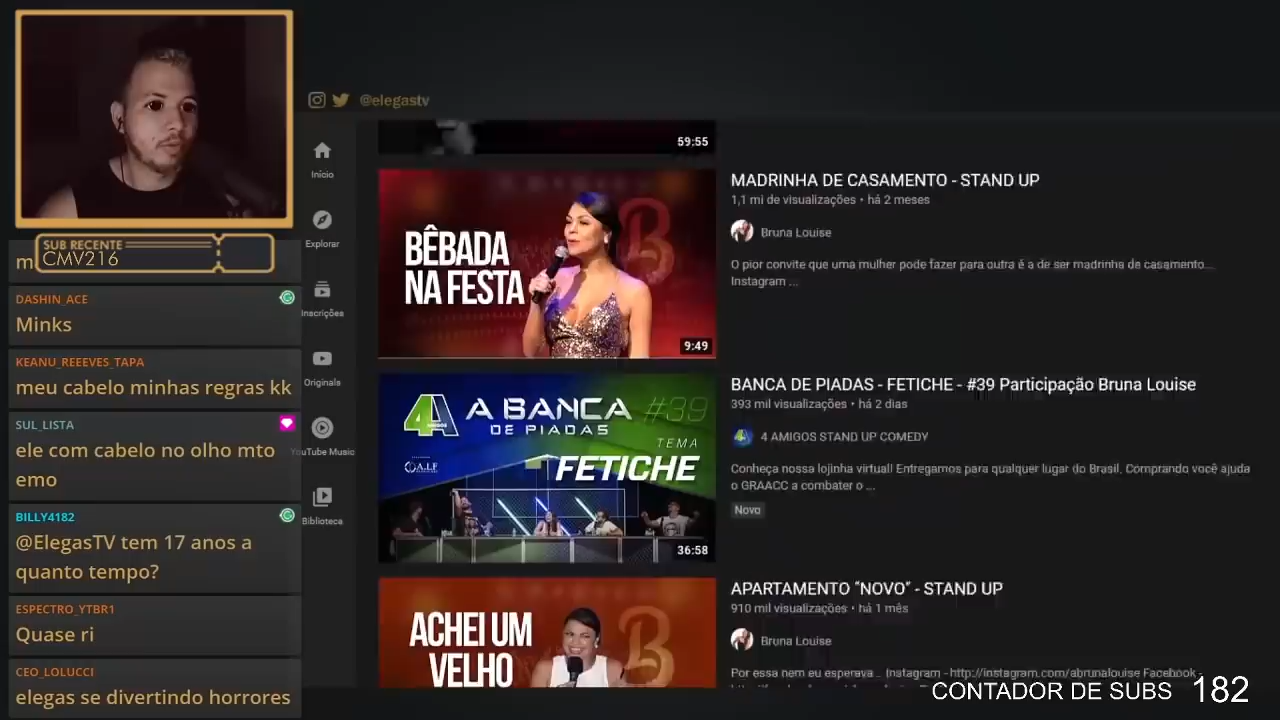 @elegastv
SUB RECENTE
CMV216
m
DASHIN_ACE
Minks
KEANU_REEEVES_TAPA
meu cabelo minhas regras kk
SUL_LISTA
ele com cabelo no olho mto
emo
BILLY4182
@ElegasTV tem 17 anos a
quanto tempo?
ESPECTRO_YTBR1
Quase ri
CEO_LOLUCCI
elegas se divertindo horrores
Início
Explorar
Inscrições
Originals
YouTube Music
Biblioteca
59:55
BÊBADA
NA FESTA
9:49
MADRINHA DE CASAMENTO - STAND UP
1,1 mi de visualizações • há 2 meses
Bruna Louise
O pior convite que uma mulher pode fazer para outra é a de ser madrinha de casamento...
Instagram ...
4A A BANCA #39
DE PIADAS
TEMA
FETICHE
36:58
BANCA DE PIADAS - FETICHE - #39 Participação Bruna Louise
393 mil visualizações • há 2 dias
4 AMIGOS STAND UP COMEDY
Conheça nossa lojinha virtual! Entregamos para qualquer lugar do Brasil. Comprando você ajuda
o GRAACC a combater o ...
Novo
ACHEI UM
VELHO
B
APARTAMENTO “NOVO” - STAND UP
910 mil visualizações • há 1 mês
Bruna Louise
Por essa nem eu esperava... Instagram - http://instagram.com/abrunalouise Facebook -
CONTADOR DE SUBS 182